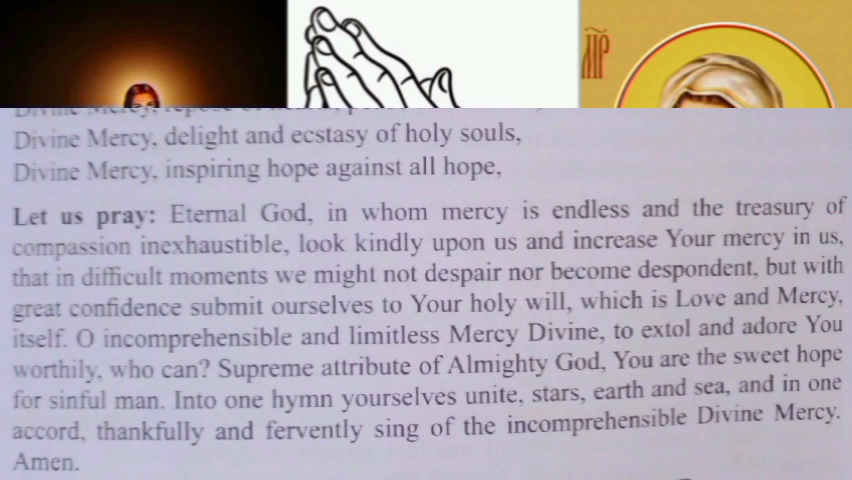 МР
Divine Mercy,
Divine Mercy, delight and ecstasy of holy souls,
Divine Mercy, inspiring hope against all hope,
Let us pray: Eternal God, in whom mercy is endless and the treasury of
compassion inexhaustible, look kindly upon us and increase Your mercy in us,
that in difficult moments we might not despair nor become despondent, but with
great confidence submit ourselves to Your holy will, which is Love and Mercy,
itself. O incomprehensible and limitless Mercy Divine, to extol and adore You
worthily, who can? Supreme attribute of Almighty God, You are the sweet hope
for sinful man. Into one hymn yourselves unite, stars, earth and sea, and in one
accord, thankfully and fervently sing of the incomprehensible Divine Mercy.
Amen.